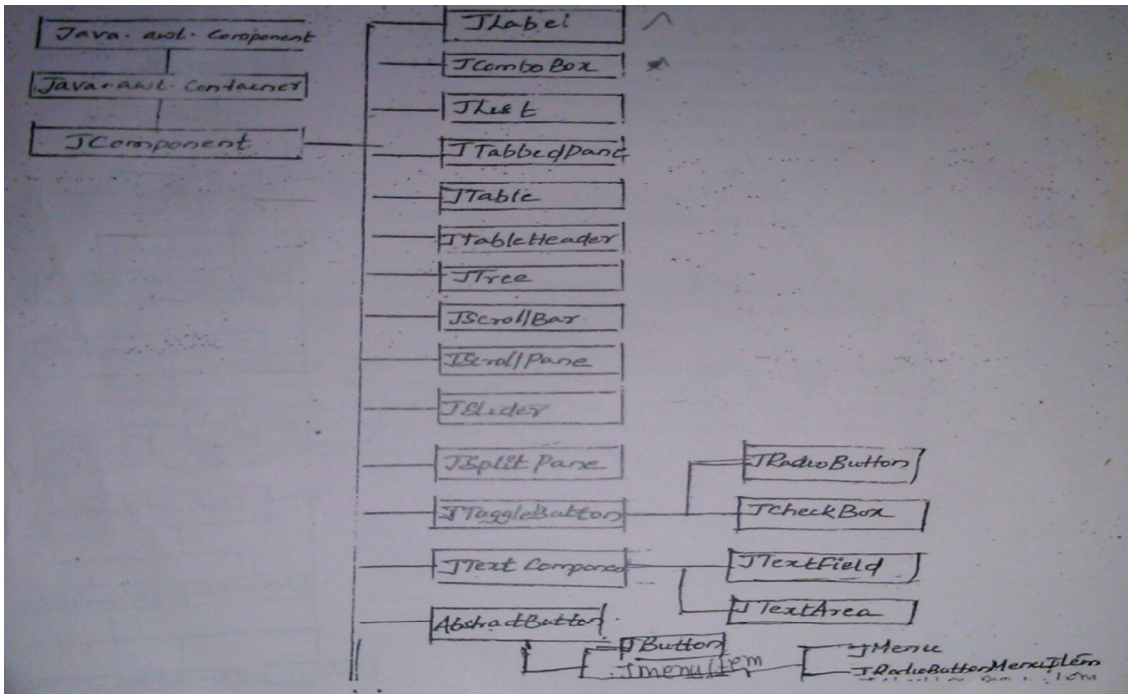 Java.awt.Component
Java.awt.Container
JComponent
JLabel
JComboBox
JList
JTabbedPane
JTable
JTableHeader
JTree
JScrollBar
JScrollPane
JSlider
JSplitPane
JToggleButton
JRadioButton
JCheckBox
JText Component
JTextField
JTextArea
AbstractButton
JButton
JmenuItem
JMenu
JRadioButtonMenuItem